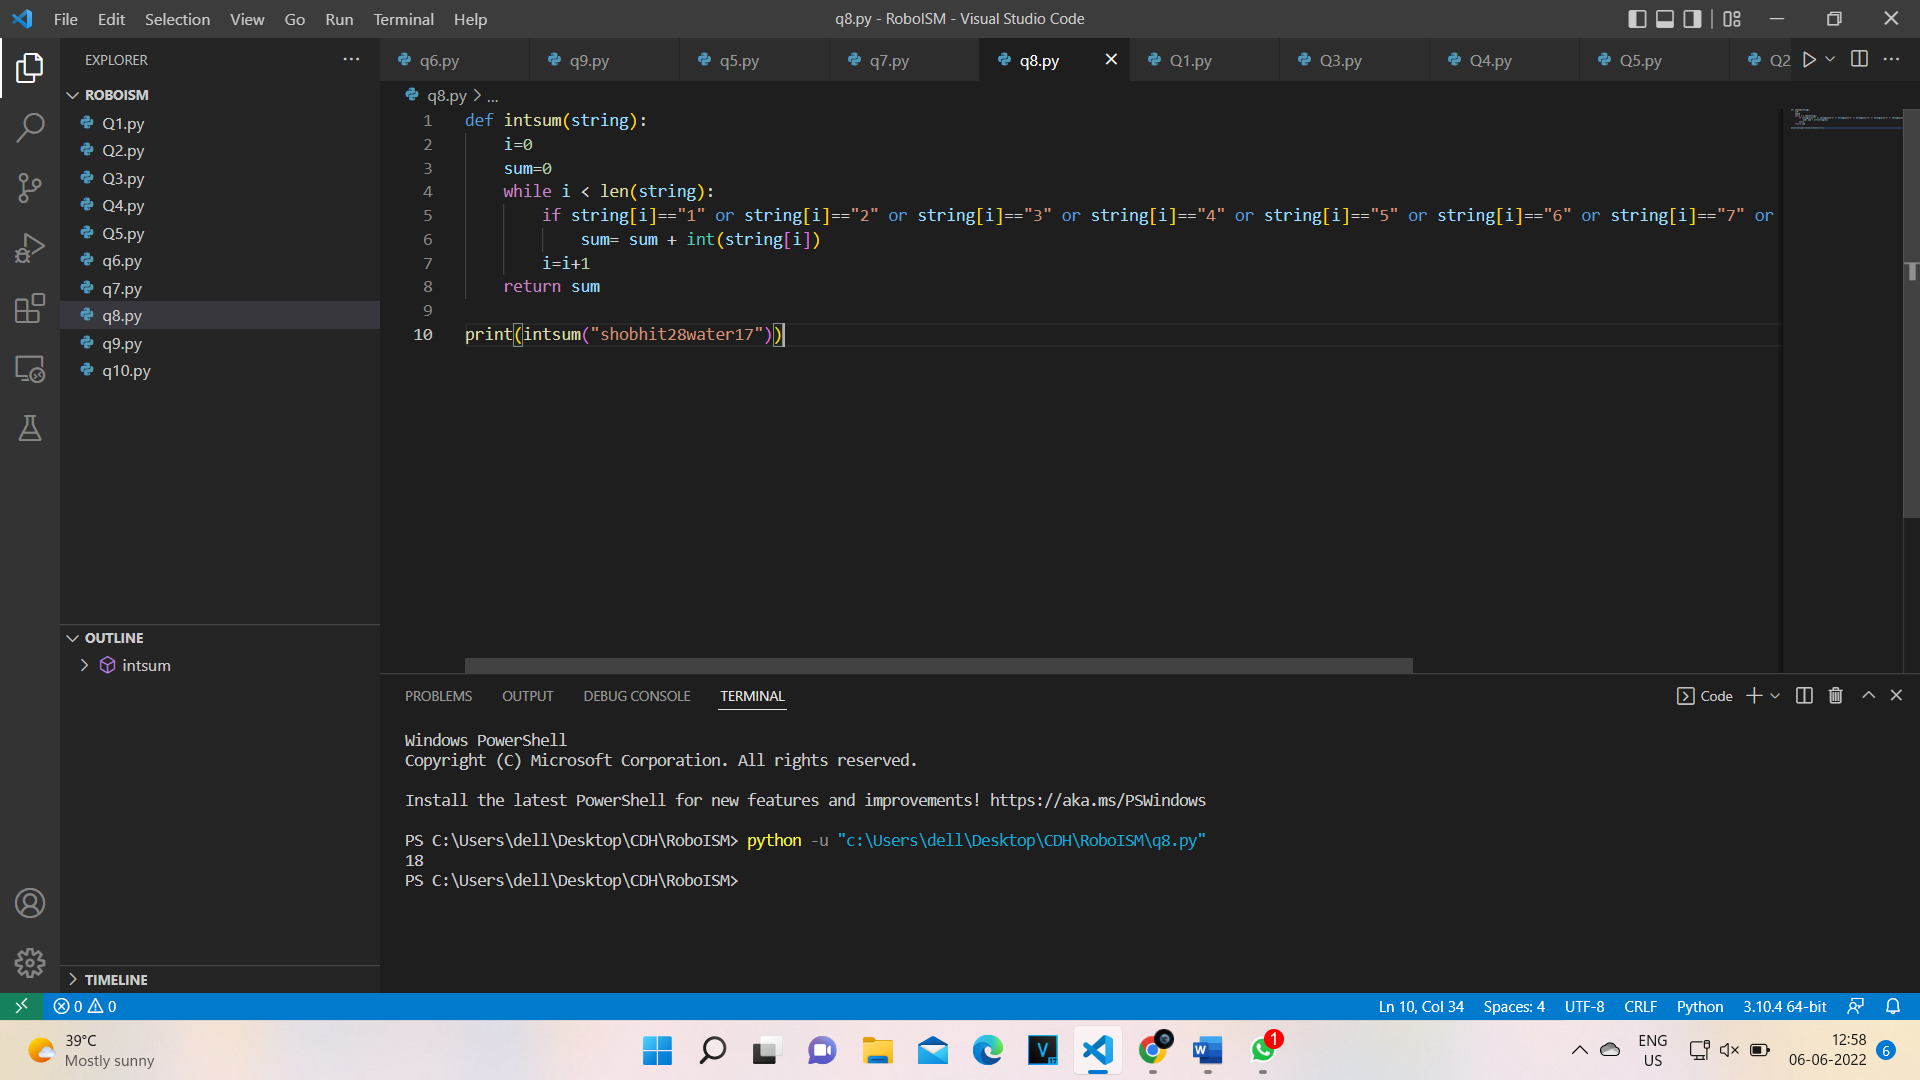 File Edit Selection View Go Run Terminal Help
q8.py - RoboISM - Visual Studio Code
EXPLORER
q6.py q9.py q5.py q7.py q8.py Q1.py Q3.py Q4.py Q5.py Q2
ROBOISM
Q1.py
Q2.py
Q3.py
Q4.py
Q5.py
q6.py
q7.py
q8.py
q9.py
q10.py
OUTLINE
intsum
TIMELINE
q8.py > ...
1 def intsum(string):
2 i=0
3 sum=0
4 while i < len(string):
5 if string[i]=="1" or string[i]=="2" or string[i]=="3" or string[i]=="4" or string[i]=="5" or string[i]=="6" or string[i]=="7" or
6 sum= sum + int(string[i])
7 i=i+1
8 return sum
9
10 print(intsum("shobhit28water17"))
PROBLEMS OUTPUT DEBUG CONSOLE TERMINAL
Code
Windows PowerShell
Copyright (C) Microsoft Corporation. All rights reserved.
Install the latest PowerShell for new features and improvements! https://aka.ms/PSWindows
PS C:\Users\dell\Desktop\CDH\RoboISM> python -u "c:\Users\dell\Desktop\CDH\RoboISM\q8.py"
18
PS C:\Users\dell\Desktop\CDH\RoboISM>
0 0
Ln 10, Col 34 Spaces: 4 UTF-8 CRLF Python 3.10.4 64-bit
39°C
Mostly sunny
1
ENG
US
12:58
06-06-2022
6